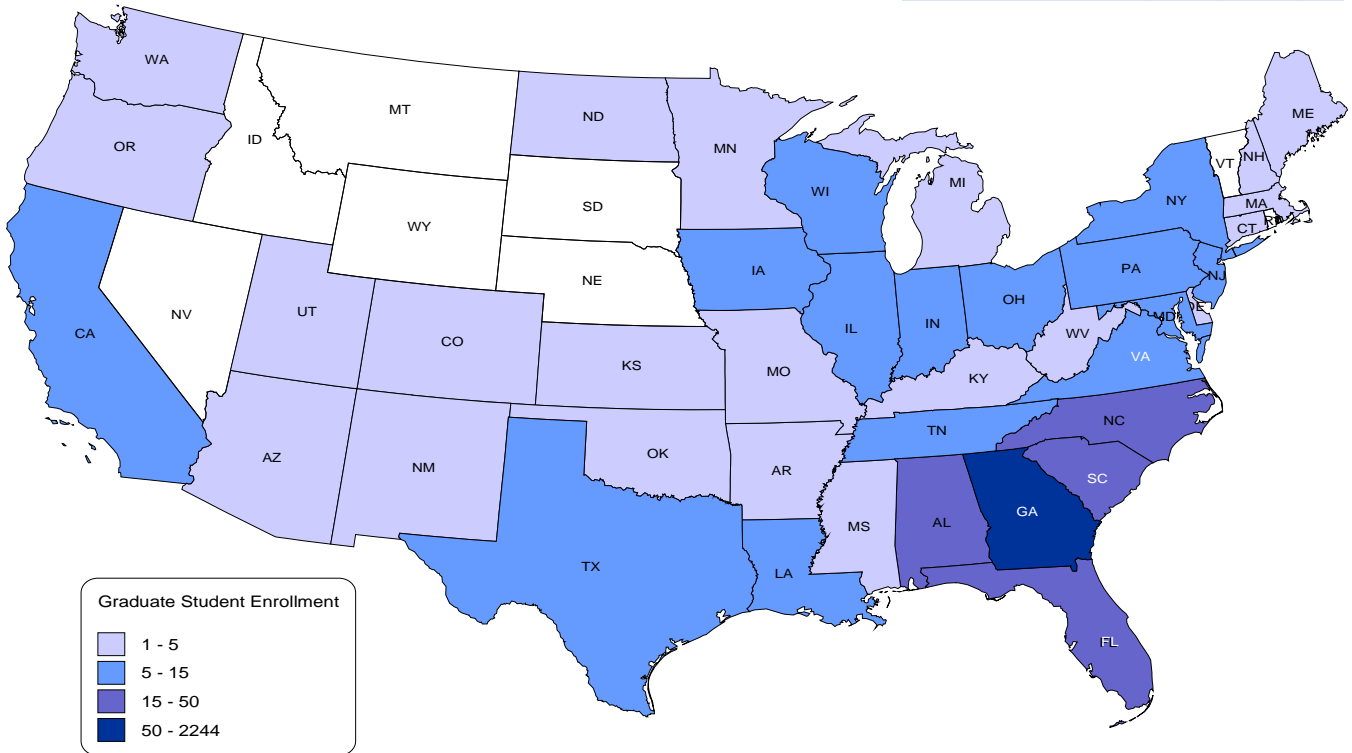 WA
MT
ND
OR
ID
MN
ME
VT
NH
WI
MI
SD
NY
MA
WY
CT
IA
PA
NE
NJ
OH
DE
UT
NV
IL
IN
MD
CA
CO
WV
VA
KS
MO
KY
TN
NC
AZ
OK
NM
AR
SC
GA
MS
AL
TX
LA
FL
Graduate Student Enrollment
1 - 5
5 - 15
15 - 50
50 - 2244